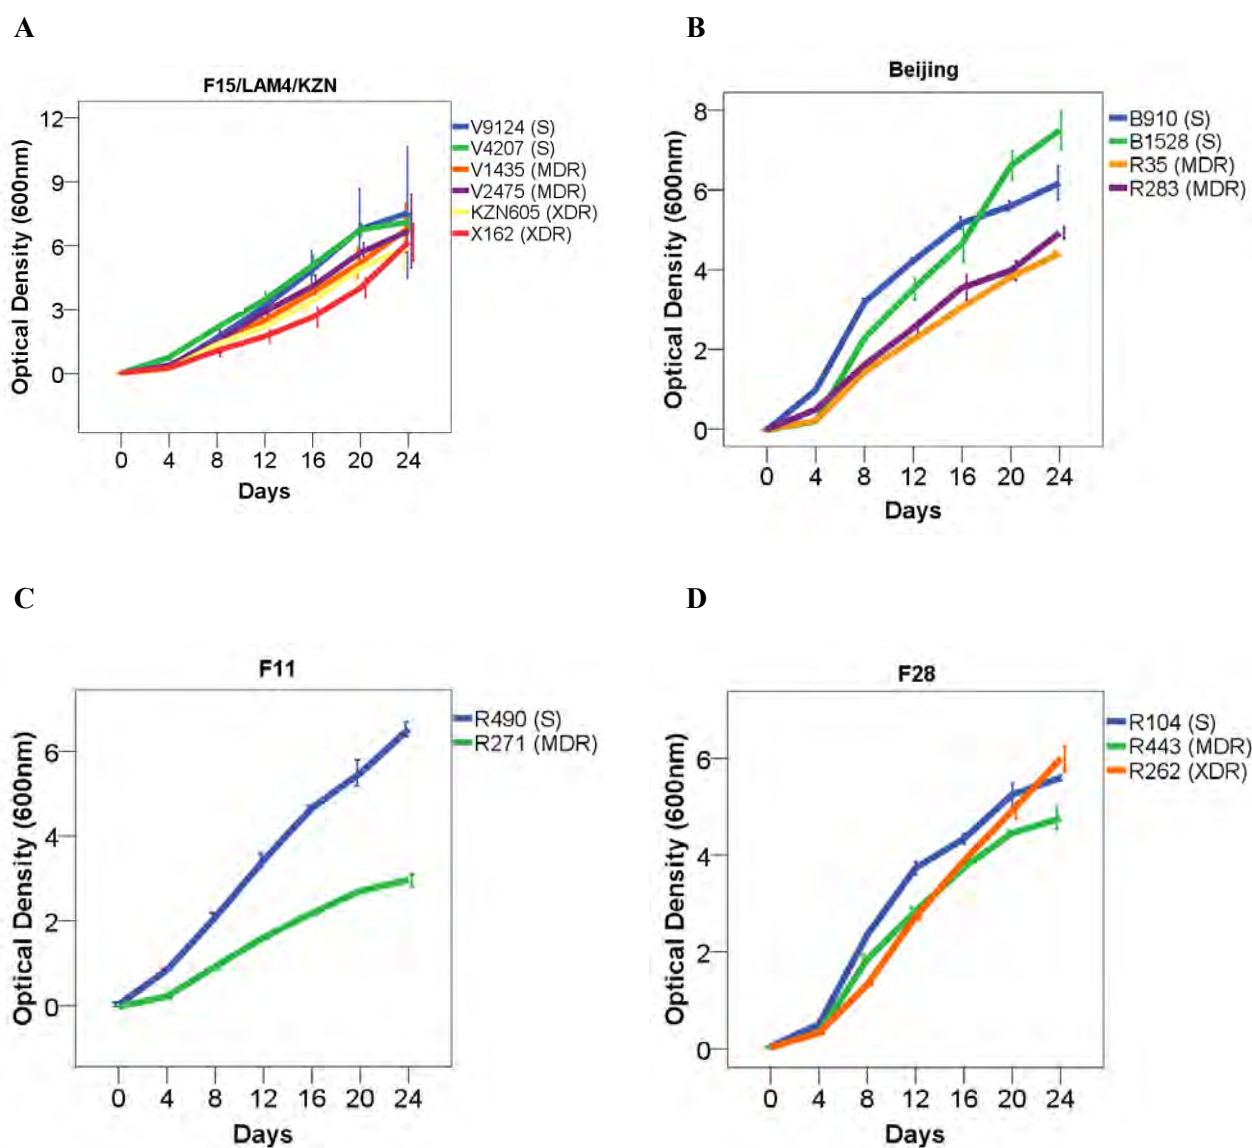 A
F15/LAM4/KZN
Optical Density (600nm)
12
9
6
3
0
0 4 8 12 16 20 24
Days
V9124 (S)
V4207 (S)
V1435 (MDR)
V2475 (MDR)
KZN605 (XDR)
X162 (XDR)
B
Beijing
Optical Density (600nm)
8
6
4
2
0
0 4 8 12 16 20 24
Days
B910 (S)
B1528 (S)
R35 (MDR)
R283 (MDR)
C
F11
Optical Density (600nm)
6
4
2
0
0 4 8 12 16 20 24
Days
R490 (S)
R271 (MDR)
D
F28
Optical Density (600nm)
6
4
2
0
0 4 8 12 16 20 24
Days
R104 (S)
R443 (MDR)
R262 (XDR)